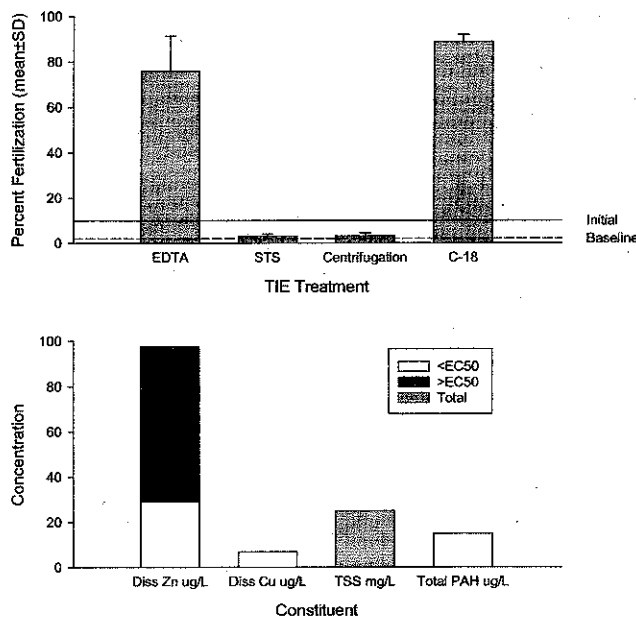 Percent Fertilization (mean±SD)
100
80
60
40
20
0
Initial
Baseline
EDTA STS Centrifugation C-18
TIE Treatment
Concentration
100
80
60
40
20
0
<EC50
>EC50
Total
Diss Zn ug/L Diss Cu ug/L TSS mg/L Total PAH ug/L
Constituent